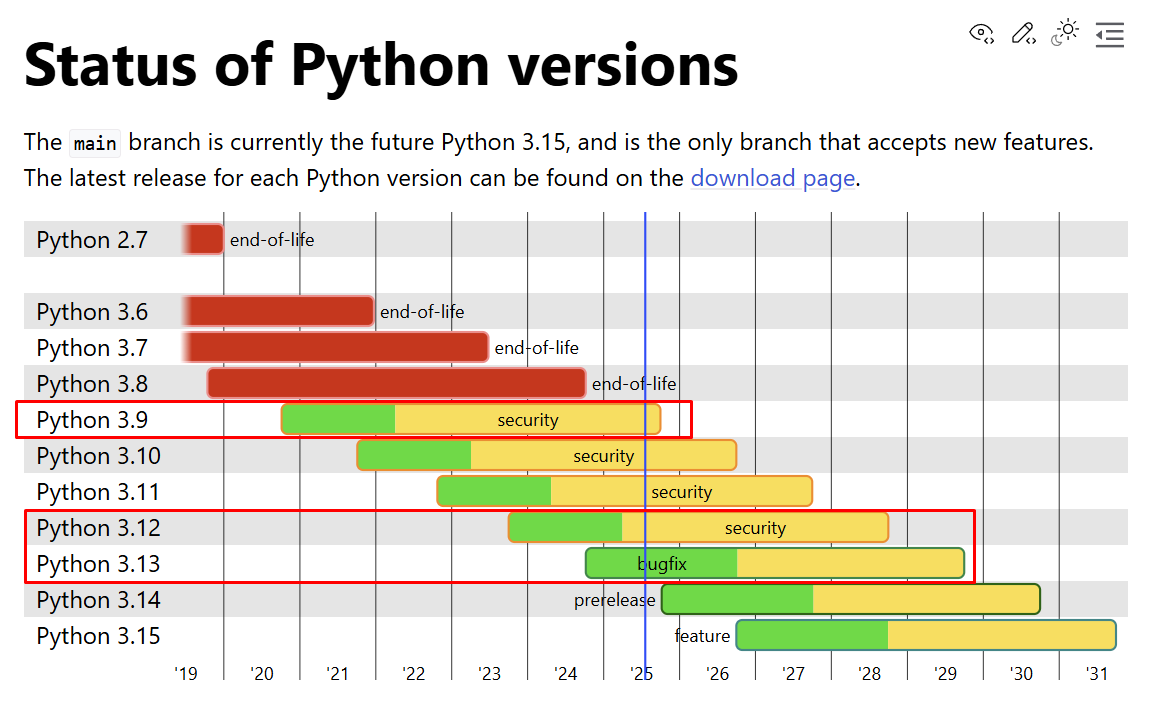 Status of Python versions
The main branch is currently the future Python 3.15, and is the only branch that accepts new features.
The latest release for each Python version can be found on the download page.
Python 2.7 end-of-life
Python 3.6 end-of-life
Python 3.7 end-of-life
Python 3.8 end-of-life
Python 3.9 security
Python 3.10 security
Python 3.11 security
Python 3.12 security
Python 3.13 bugfix
Python 3.14 prerelease
Python 3.15 feature
'19 '20 '21 '22 '23 '24 '25 '26 '27 '28 '29 '30 '31